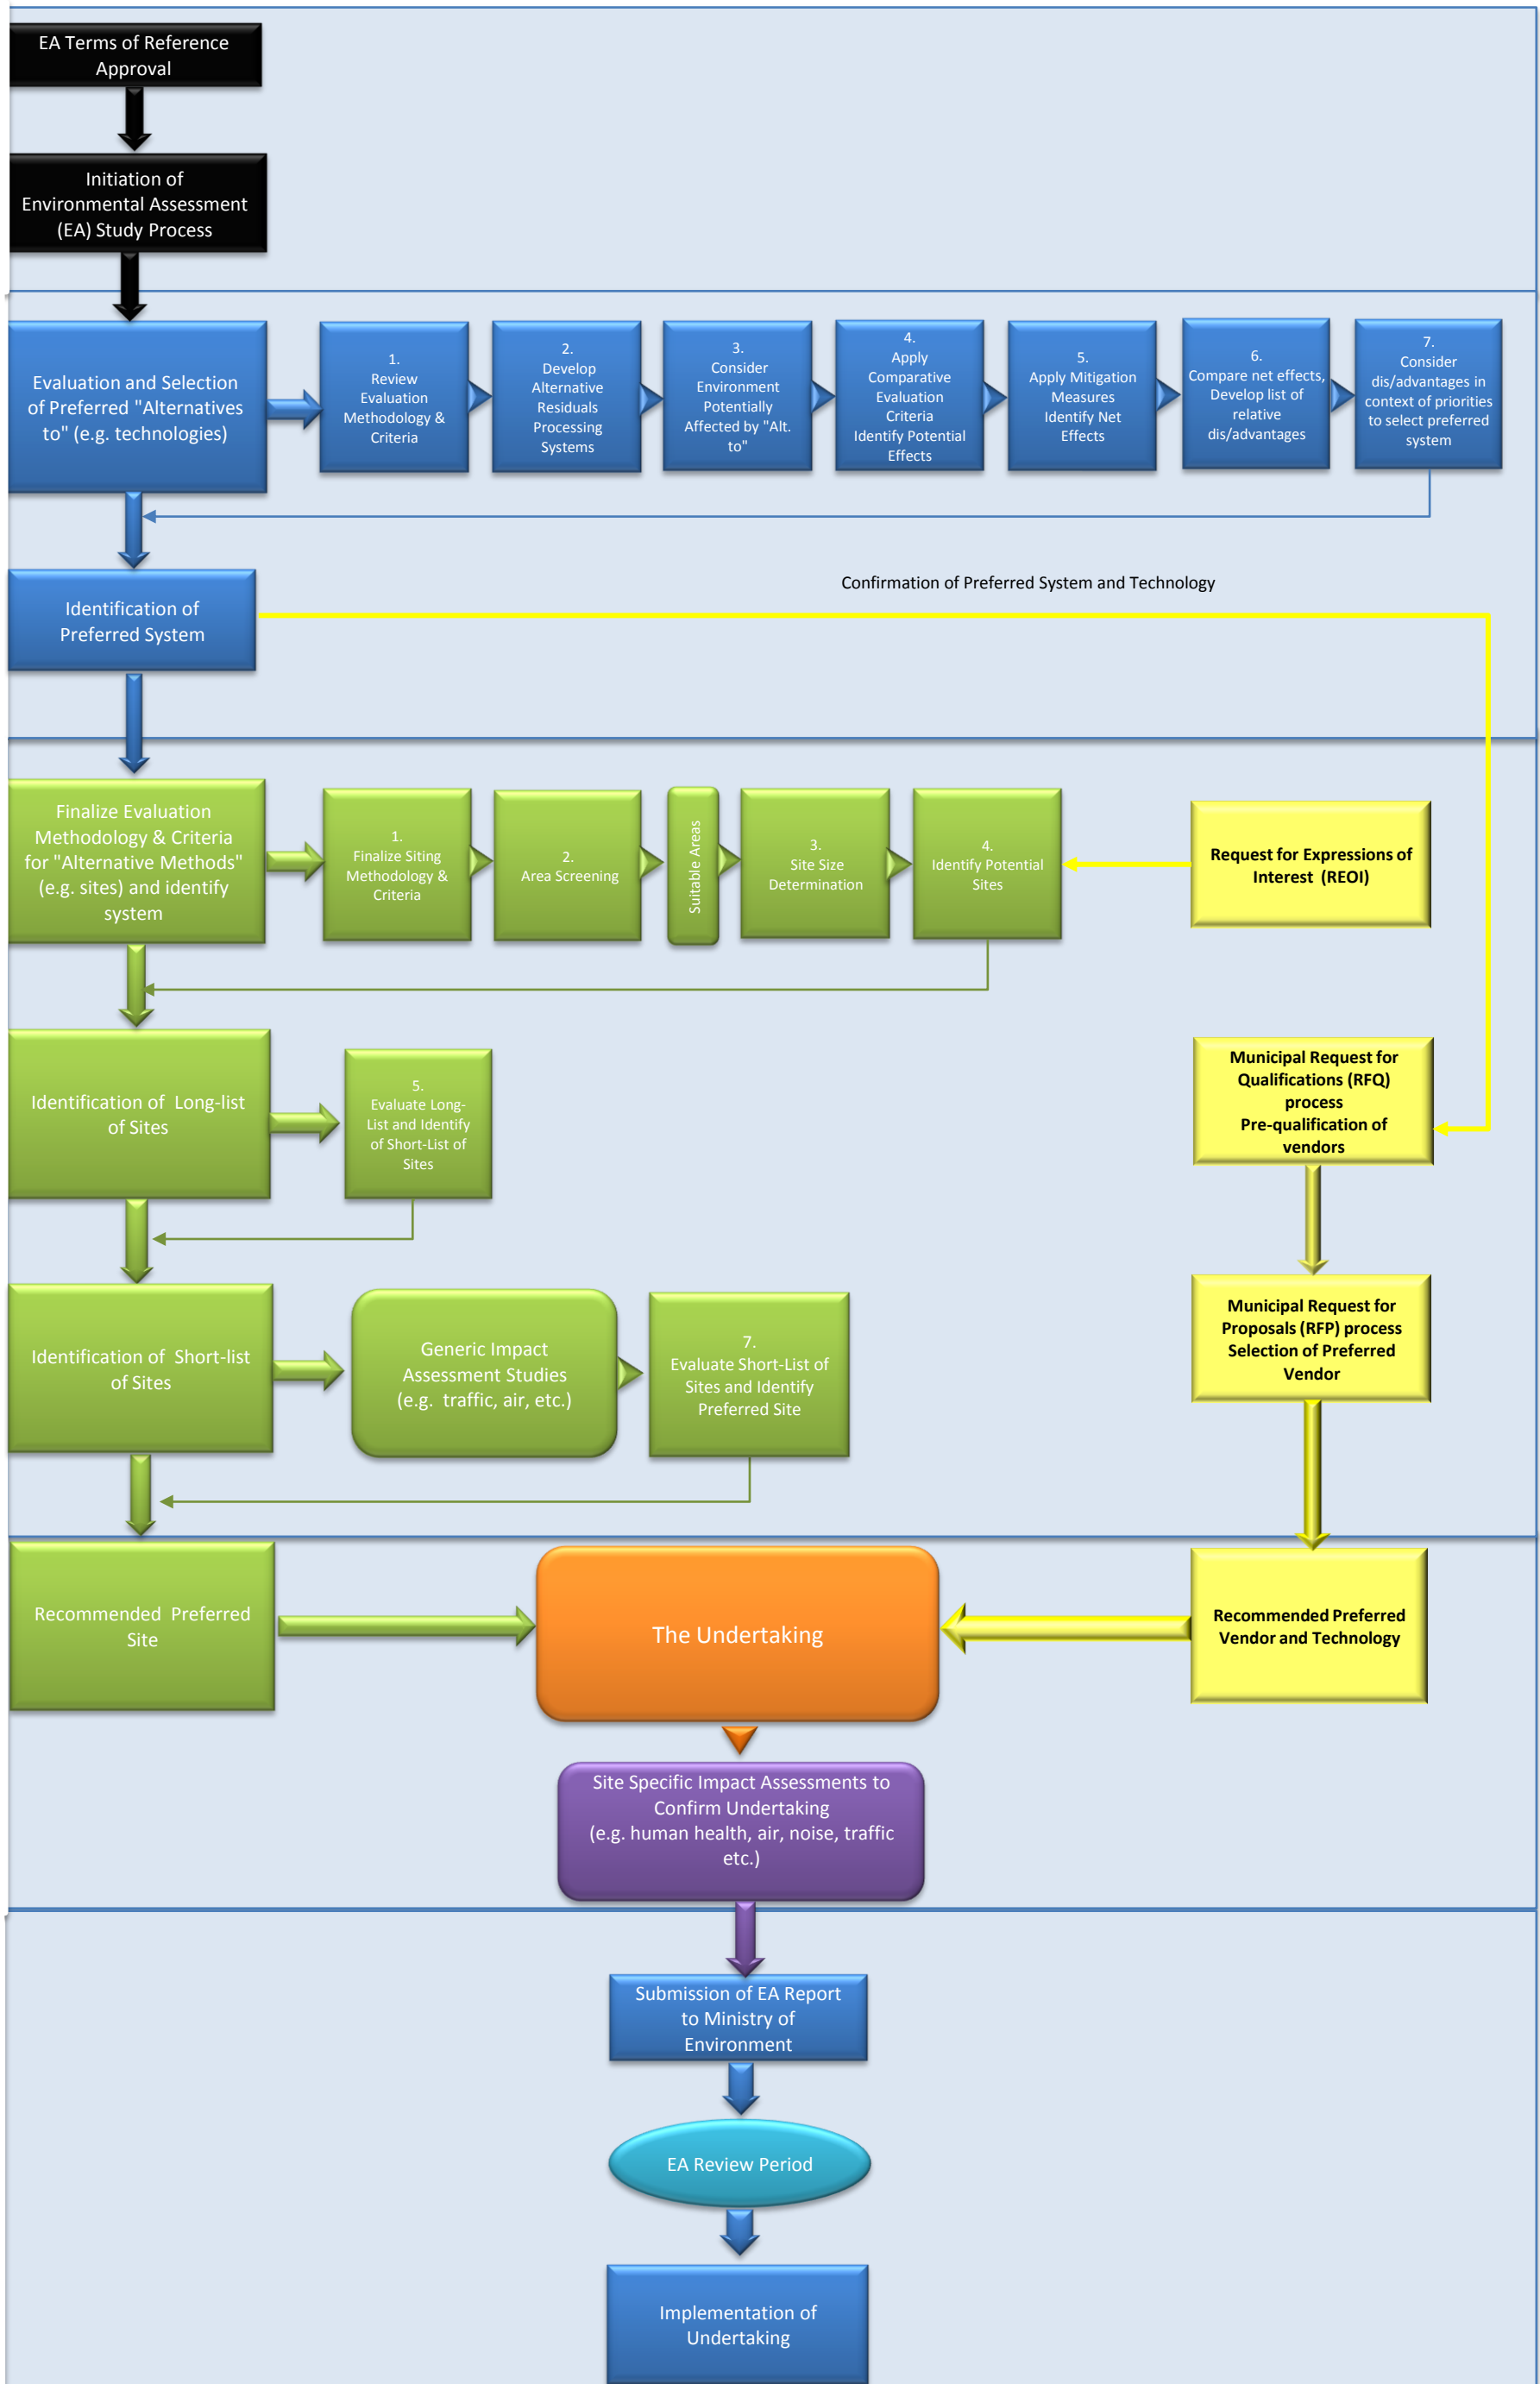 EA Terms of Reference
Approval
Initiation of
Environmental Assessment
(EA) Study Process
Evaluation and Selection
of Preferred "Alternatives
to" (e.g. technologies)
1.
Review
Evaluation
Methodology &
Criteria
2.
Develop
Alternative
Residuals
Processing
Systems
3.
Consider
Environment
Potentially
Affected by "Alt.
to"
4.
Apply
Comparative
Evaluation
Criteria
Identify Potential
Effects
5.
Apply Mitigation
Measures
Identify Net
Effects
6.
Compare net effects,
Develop list of
relative
dis/advantages
7.
Consider
dis/advantages in
context of priorities
to select preferred
system
Identification of
Preferred System
Confirmation of Preferred System and Technology
Finalize Evaluation
Methodology & Criteria
for "Alternative Methods"
(e.g. sites) and identify
system
1.
Finalize Siting
Methodology &
Criteria
2.
Area Screening
Suitable Areas
3.
Site Size
Determination
4.
Identify Potential
Sites
Request for Expressions of
Interest (REOI)
Identification of Long-list
of Sites
5.
Evaluate Long-
List and Identify
of Short-List of
Sites
Municipal Request for
Qualifications (RFQ)
process
Pre-qualification of
vendors
Identification of Short-list
of Sites
Generic Impact
Assessment Studies
(e.g. traffic, air, etc.)
7.
Evaluate Short-List of
Sites and Identify
Preferred Site
Municipal Request for
Proposals (RFP) process
Selection of Preferred
Vendor
Recommended Preferred
Site
The Undertaking
Recommended Preferred
Vendor and Technology
Site Specific Impact Assessments to
Confirm Undertaking
(e.g. human health, air, noise, traffic
etc.)
Submission of EA Report
to Ministry of
Environment
EA Review Period
Implementation of
Undertaking